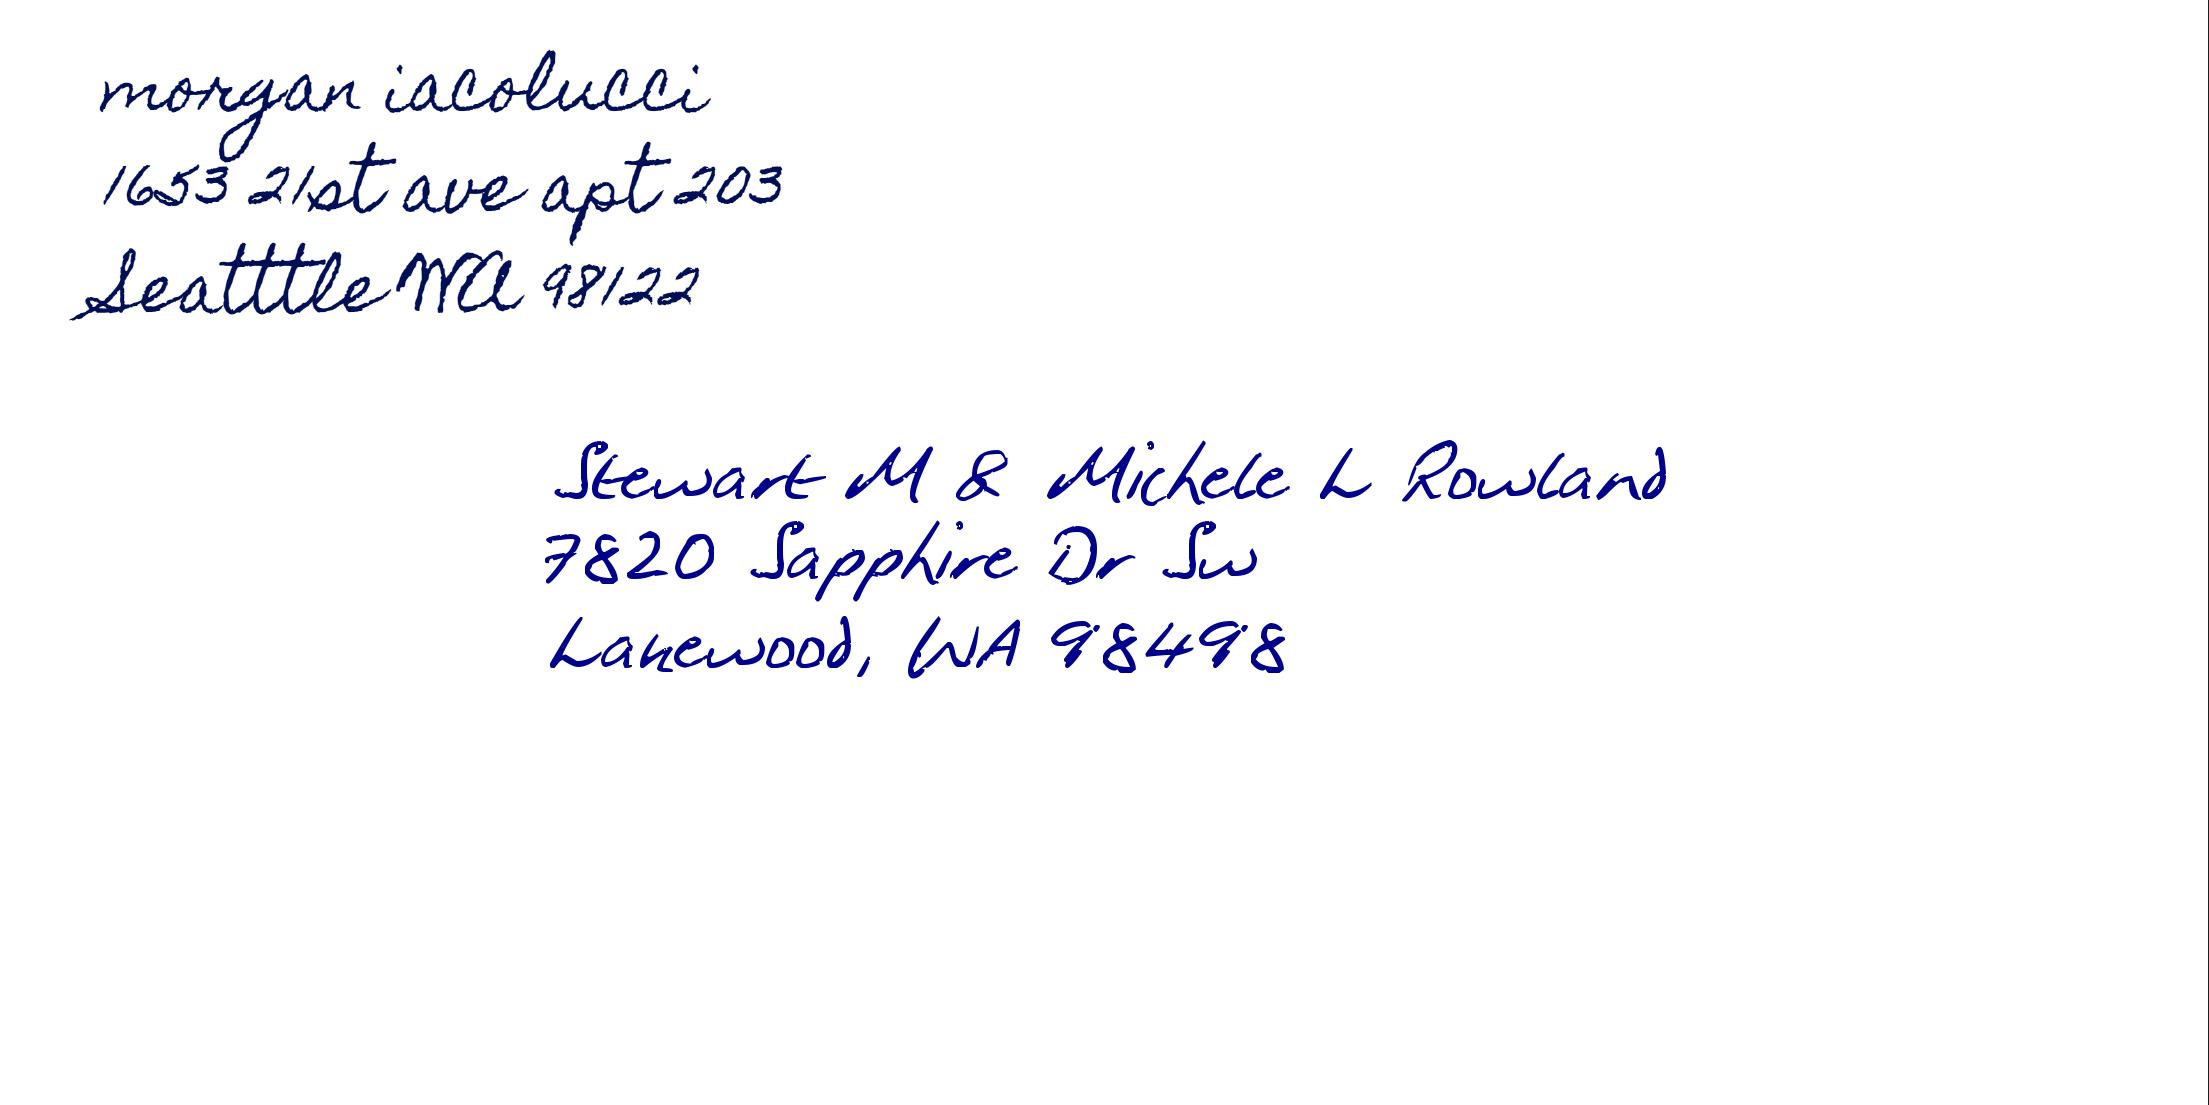 morgan iacolucci
1653 21st ave apt 203
Seatttle WA 98122
Stewart M & Michele L Rowland
7820 Sapphire Dr Sw
Lakewood, WA 98498